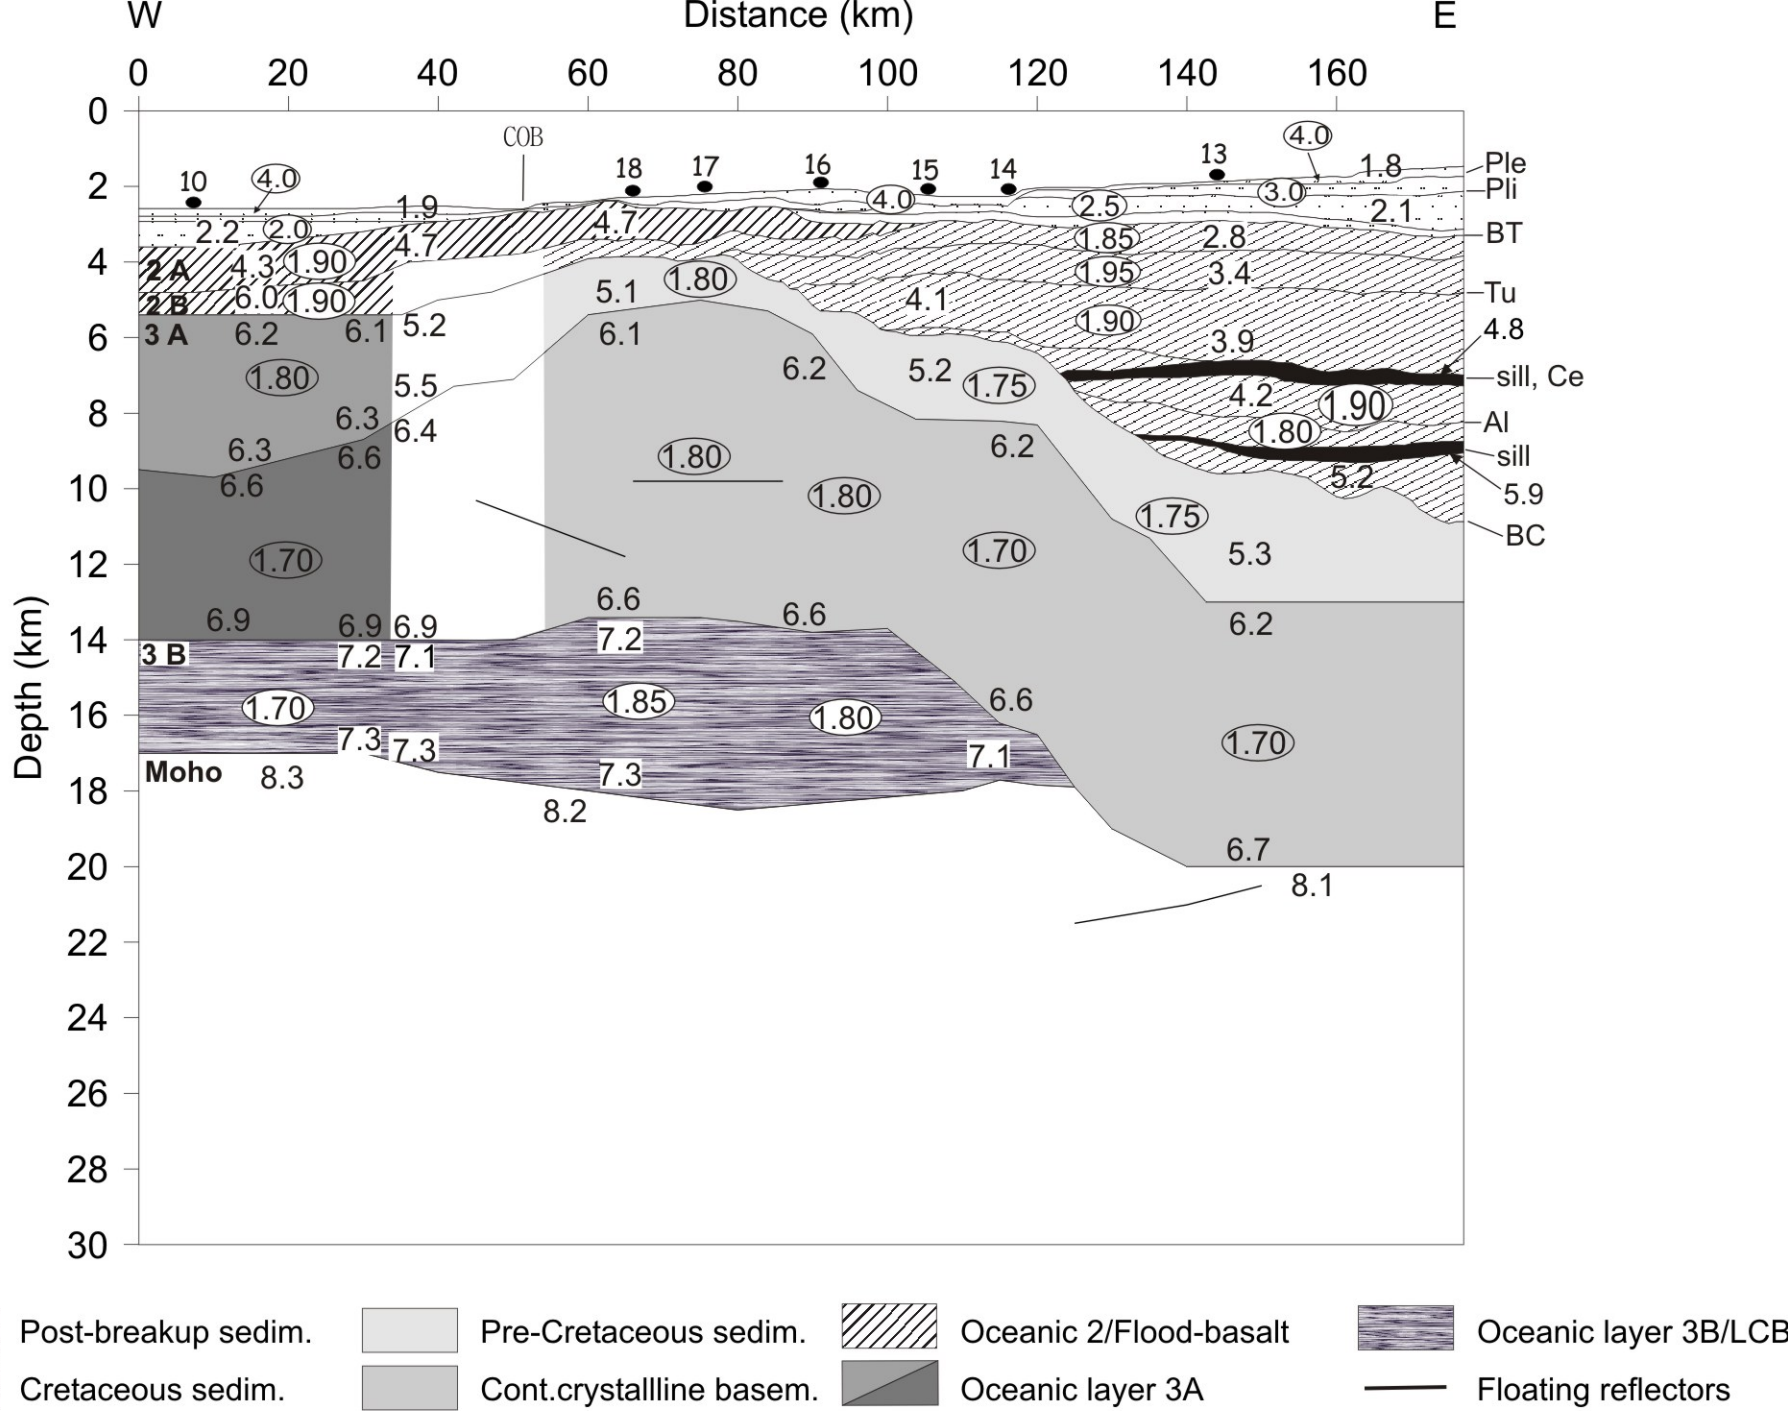 W Distance (km) E
0 20 40 60 80 100 120 140 160
0
COB
4.0
10 4.0 18 17 16 15 14 13 1.8 Ple
2 1.9 4.0 2.5 3.0 Pli
2.2 2.0 4.7 4.7 2.1
1.85 2.8 BT
4 2 A 4.3 1.90 1.80 1.95 3.4
2 B 6.0 1.90 5.1 4.1 1.90 Tu
6 3 A 6.2 6.1 5.2 6.1 3.9 4.8
1.80 5.5 6.2 5.2 1.75 sill, Ce
8 6.3 6.4 4.2 1.90 Al
6.3 6.6 1.80 6.2 1.80 sill
10 6.6 1.80 1.75 5.2 5.9
12 1.70 1.70 5.3 BC
Depth (km)
14 6.9 6.9 6.9 6.6 6.6 6.2
3 B 7.2 7.1 7.2
16 1.70 1.85 1.80 6.6 1.70
7.3 7.3 7.3 7.1
Moho 8.3
18 8.2
20 6.7
8.1
22
24
26
28
30
Post-breakup sedim. Pre-Cretaceous sedim. Oceanic 2/Flood-basalt Oceanic layer 3B/LCB
Cretaceous sedim. Cont.crystallline basem. Oceanic layer 3A Floating reflectors